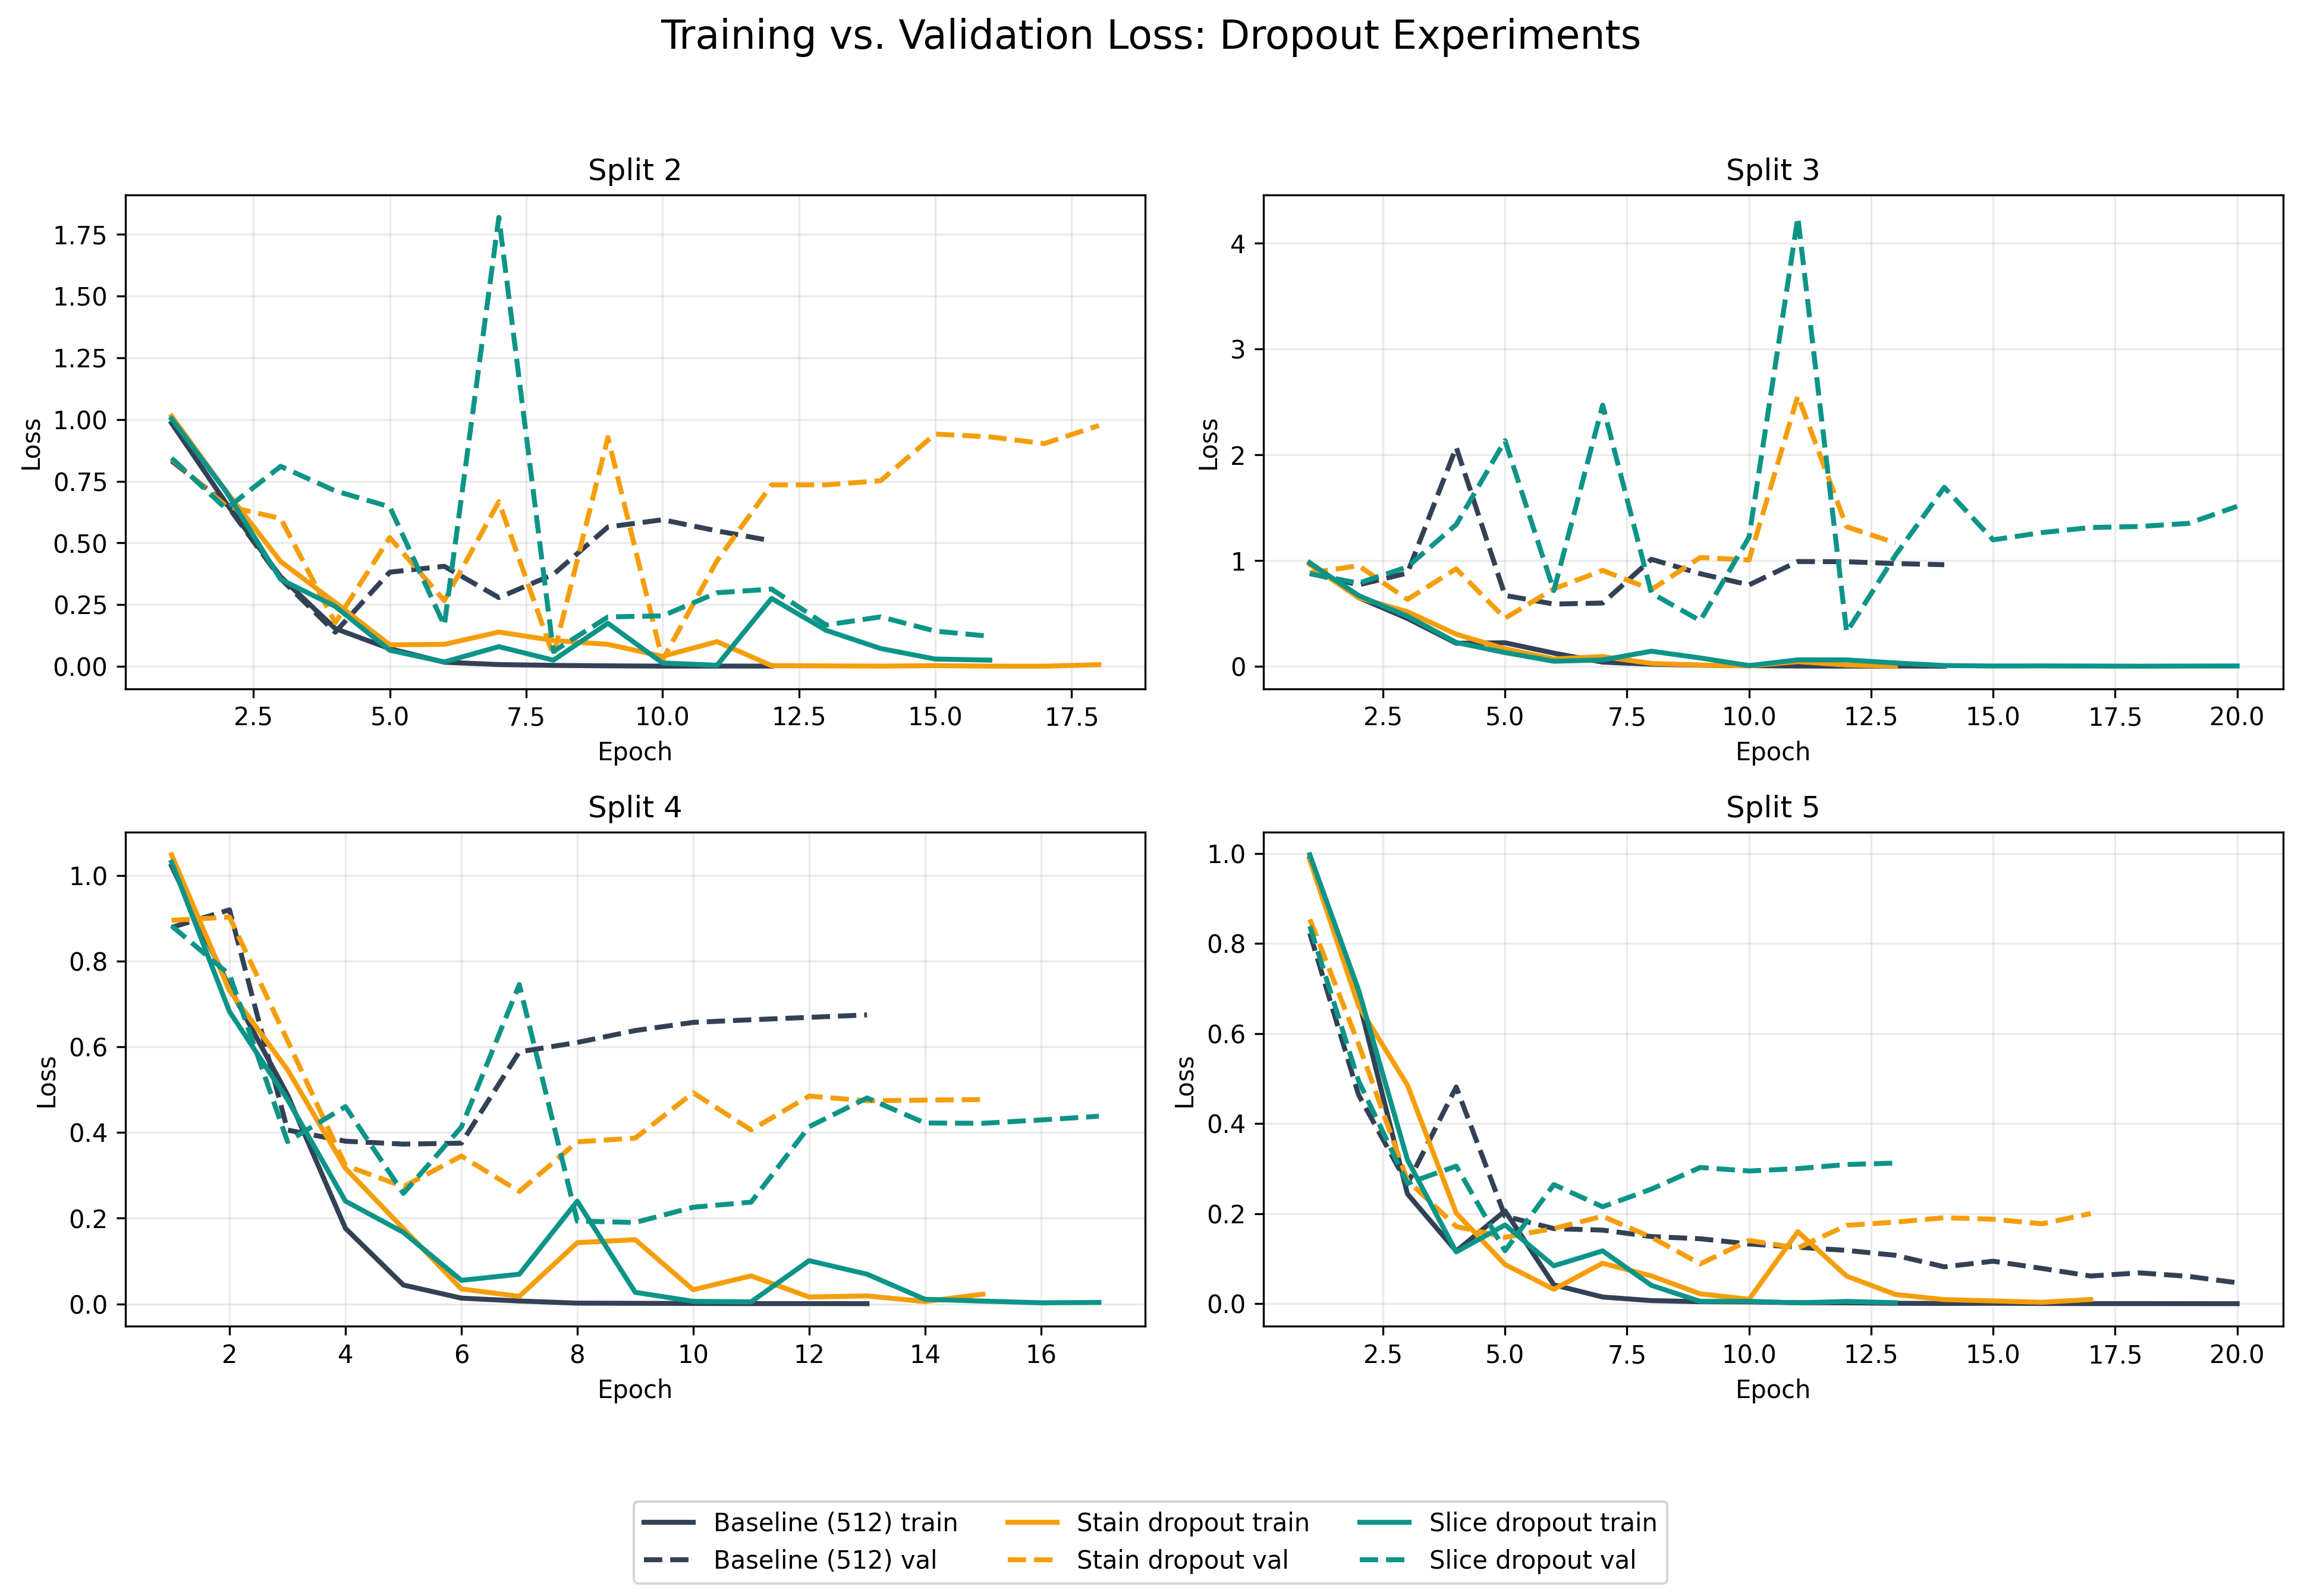 Training vs. Validation Loss: Dropout Experiments
Split 2
1.75
1.50
1.25
1.00
0.75
0.50
0.25
0.00
Loss
2.5 5.0 7.5 10.0 12.5 15.0 17.5
Epoch
Split 3
4
3
2
1
0
Loss
2.5 5.0 7.5 10.0 12.5 15.0 17.5 20.0
Epoch
Split 4
1.0
0.8
0.6
0.4
0.2
0.0
Loss
2 4 6 8 10 12 14 16
Epoch
Split 5
1.0
0.8
0.6
0.4
0.2
0.0
Loss
2.5 5.0 7.5 10.0 12.5 15.0 17.5 20.0
Epoch
Baseline (512) train Stain dropout train Slice dropout train
Baseline (512) val Stain dropout val Slice dropout val